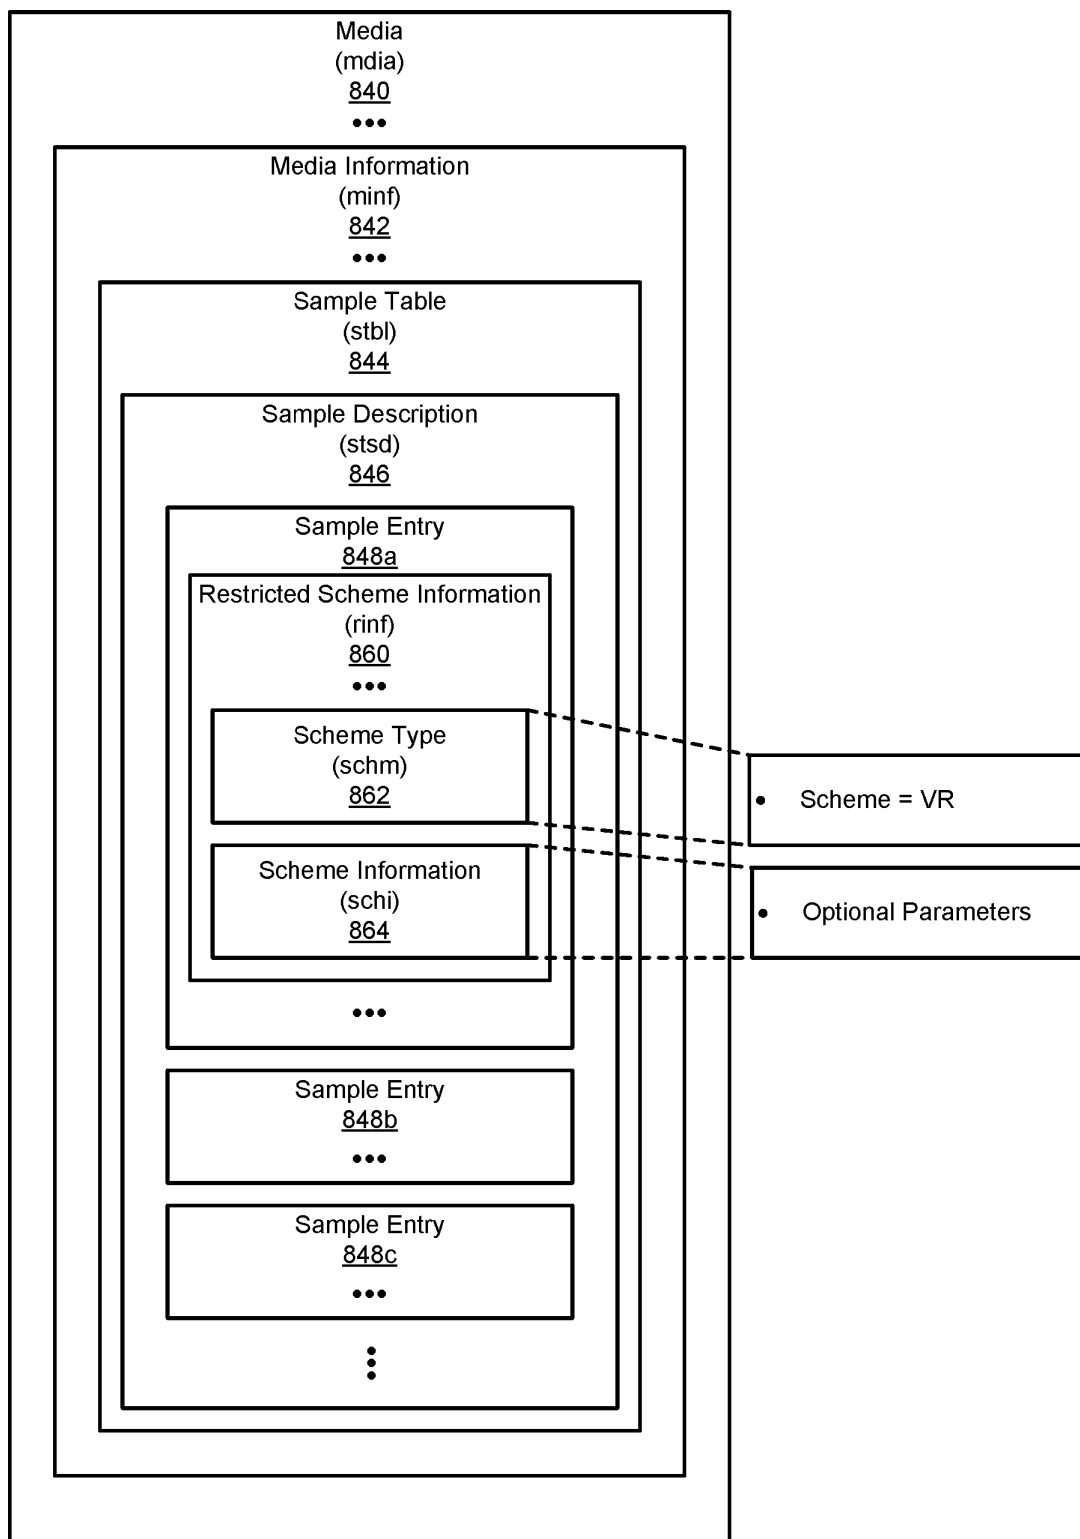 Media
(mdia)
840
•••
Media Information
(minf)
842
•••
Sample Table
(stbl)
844
Sample Description
(stsd)
846
Sample Entry
848a
Restricted Scheme Information
(rinf)
860
•••
Scheme Type
(schm)
862
• Scheme = VR
Scheme Information
(schi)
864
• Optional Parameters
•••
Sample Entry
848b
•••
Sample Entry
848c
•••